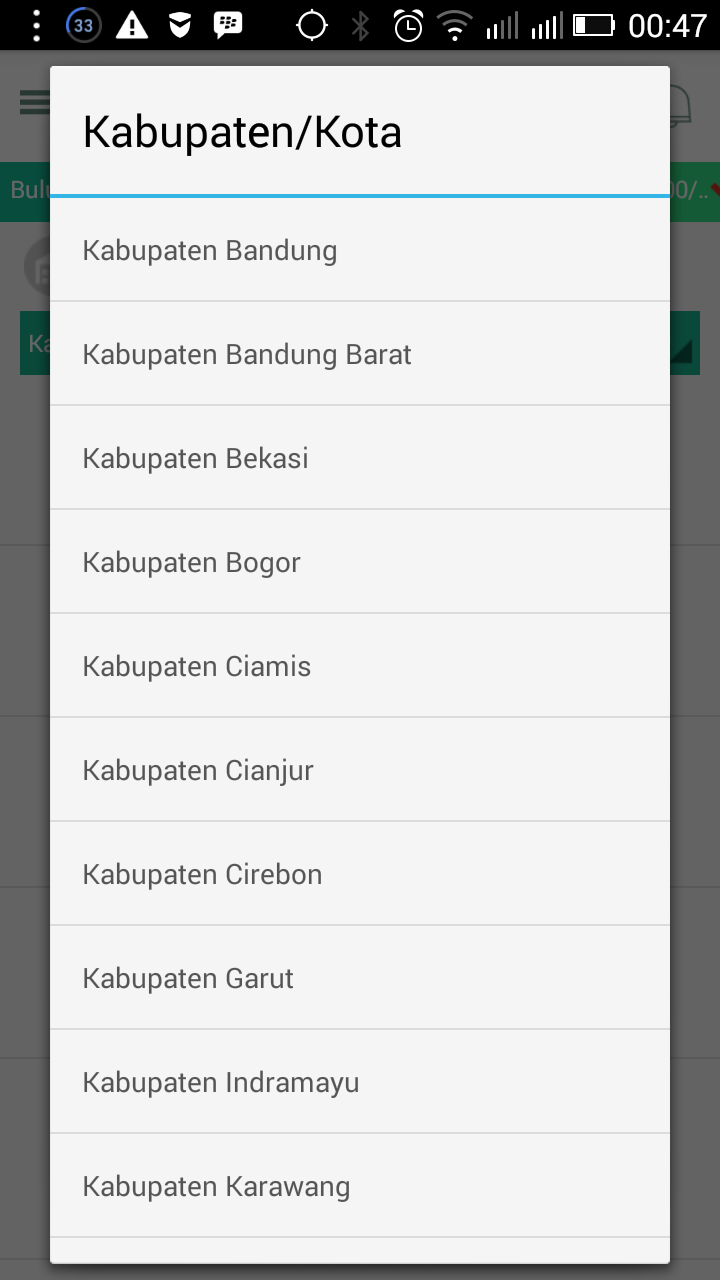 33 00:47
Kabupaten/Kota
Kabupaten Bandung
Kabupaten Bandung Barat
Kabupaten Bekasi
Kabupaten Bogor
Kabupaten Ciamis
Kabupaten Cianjur
Kabupaten Cirebon
Kabupaten Garut
Kabupaten Indramayu
Kabupaten Karawang